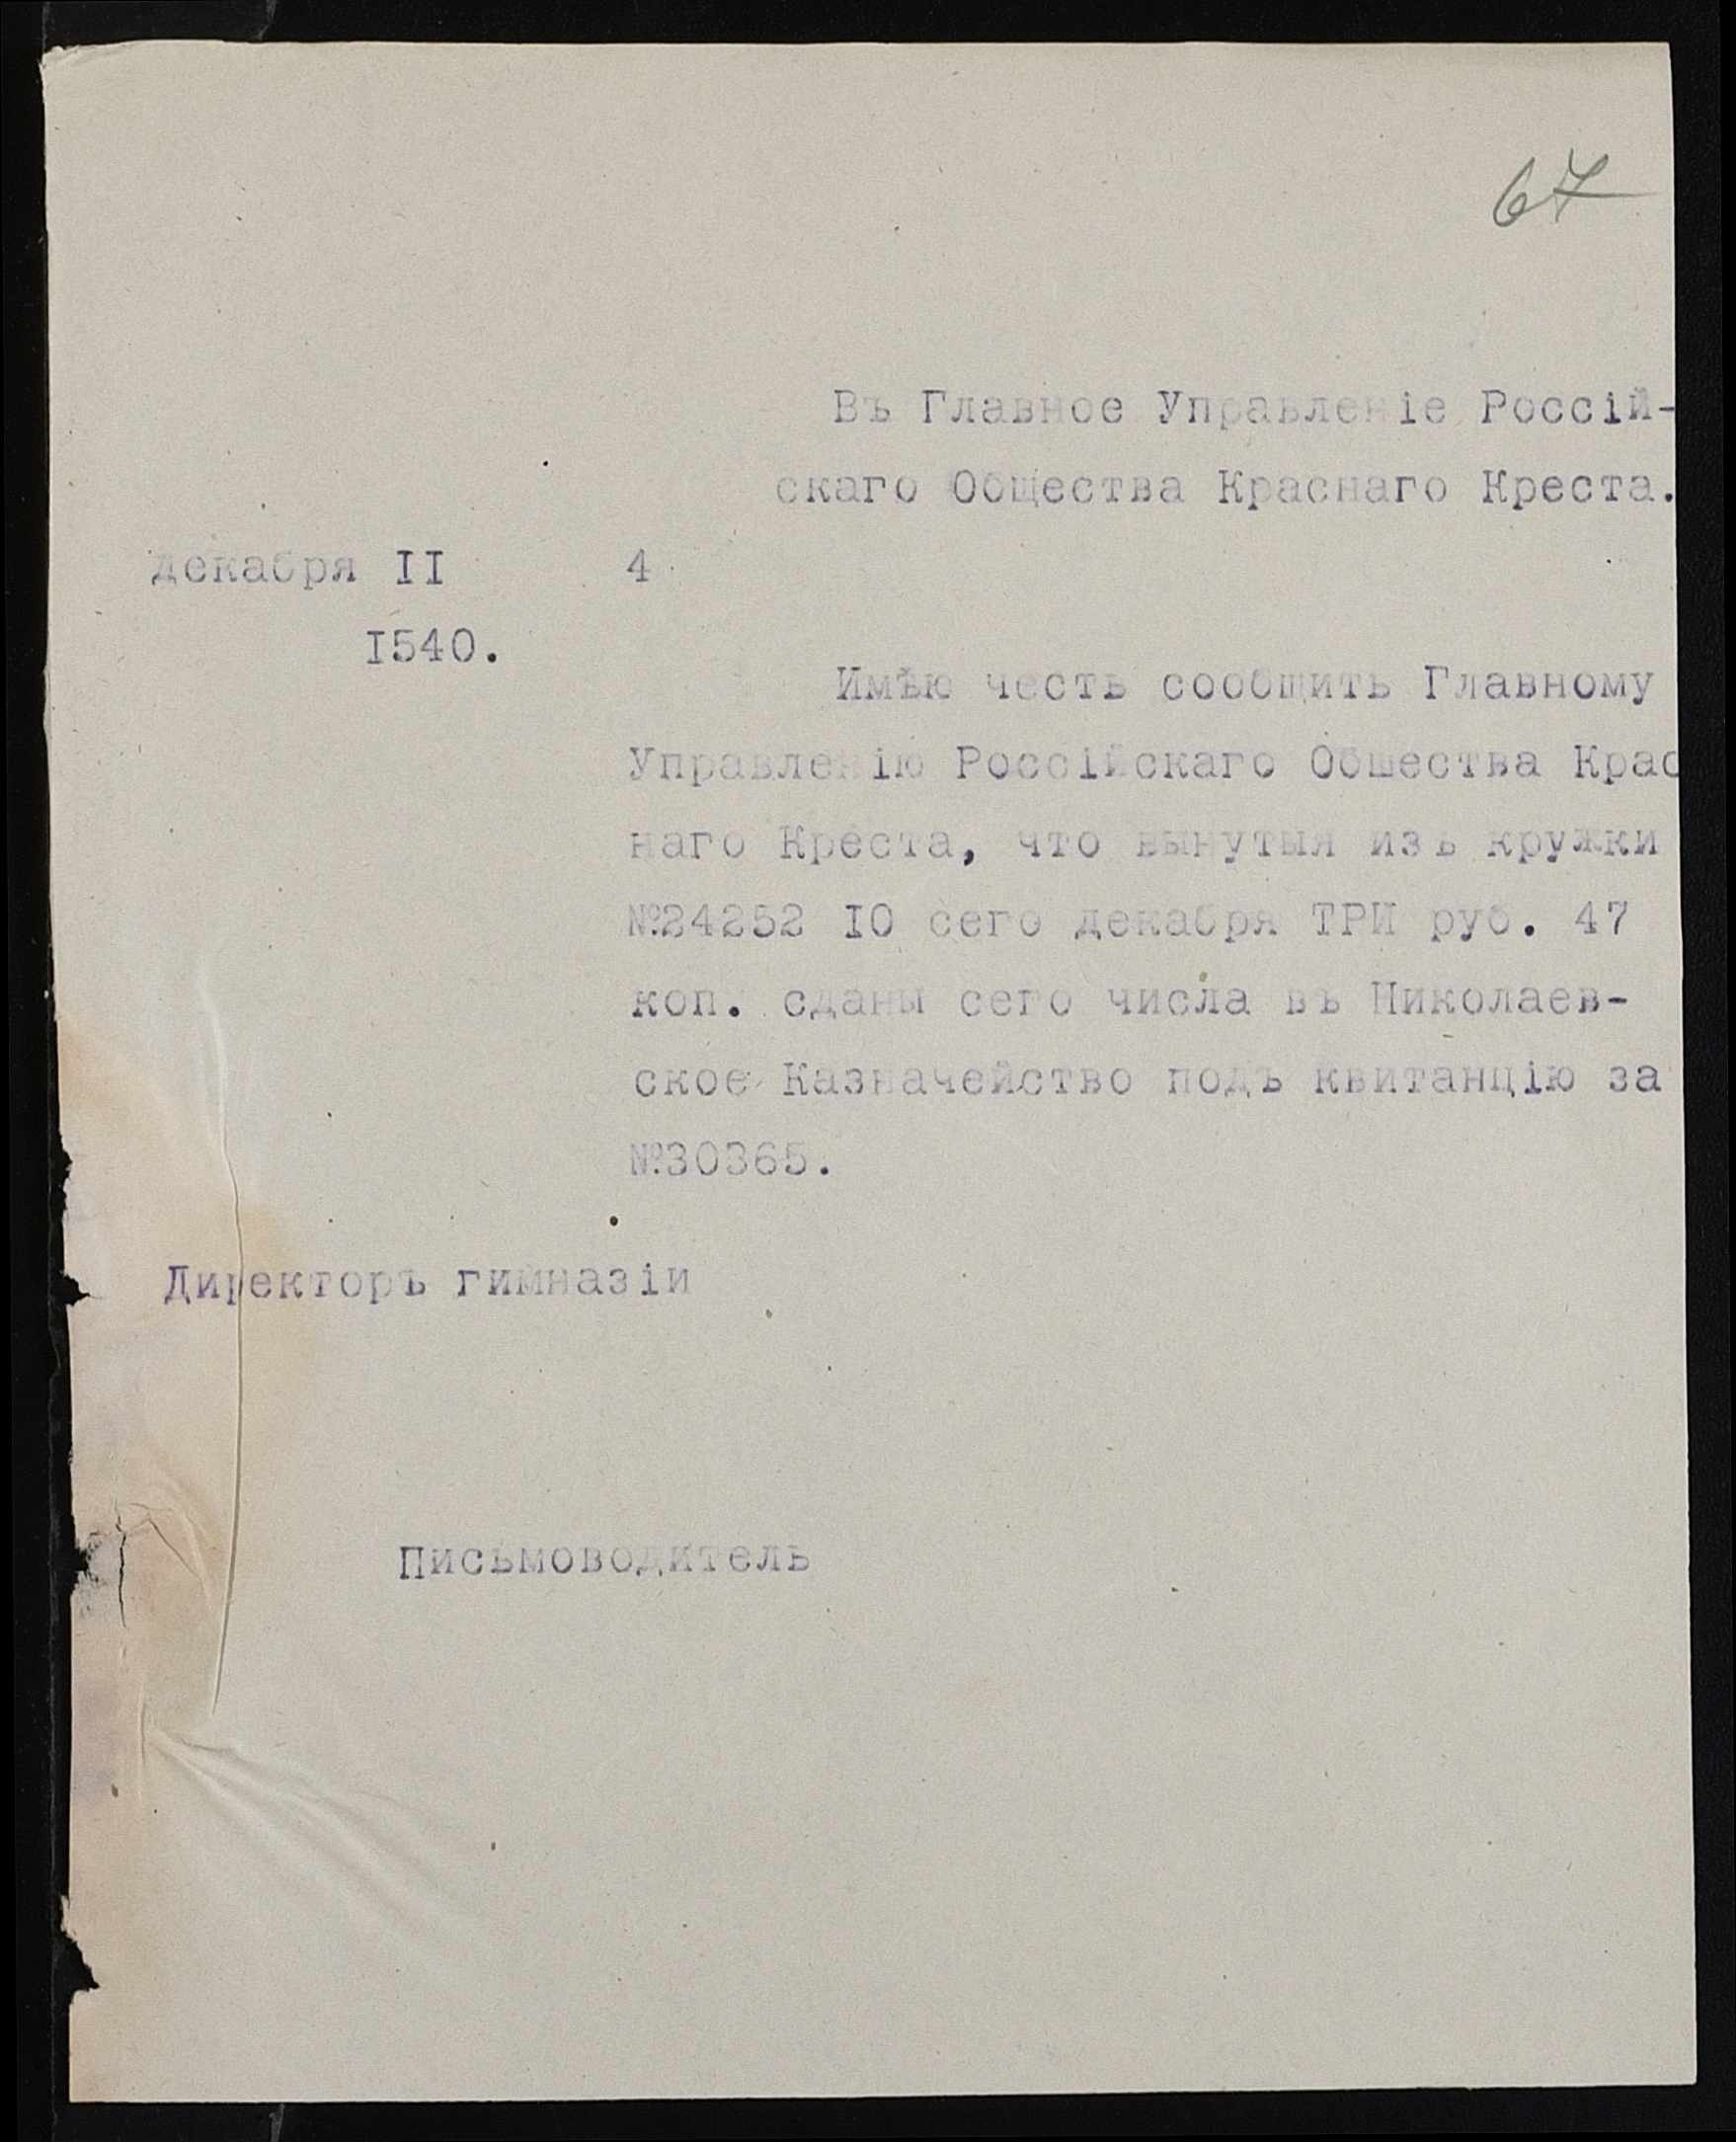 67
Въ Главное Управленіе Россій-
скаго Общества Краснаго Креста.
декабря II 4
I540.
Имѣю честь сообщить Главному
Управленію Россійскаго Общества Крас
наго Креста, что вынутыя изъ кружки
№24252 IO сего декабря ТРИ руб. 47
коп. сданы сего числа въ Николаев-
ское Казначейство подъ квитанцію за
№30365.
Директоръ гимназіи
Письмоводитель